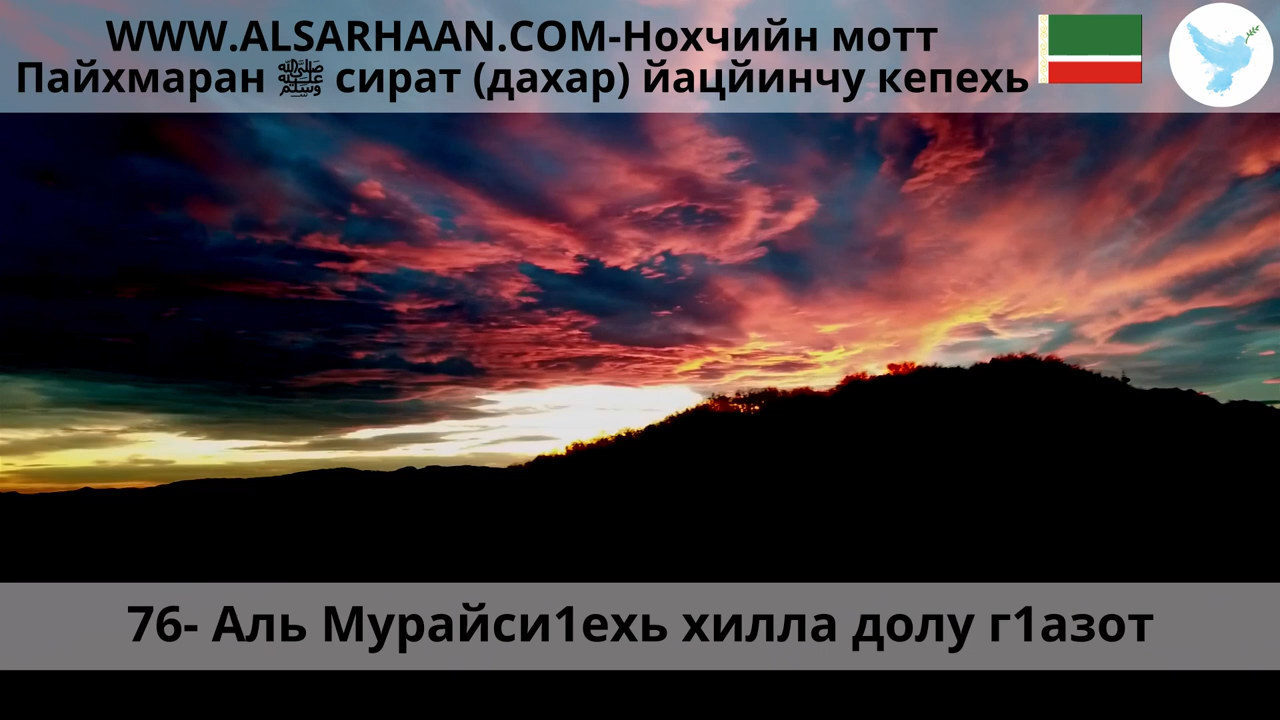 WWW.ALSARHAAN.COM-Нохчийн мотт
Пайхмаран ﷺ сират (дахар) йацйинчу кепехь
76- Аль Мурайси1ехь хилла долу г1азот